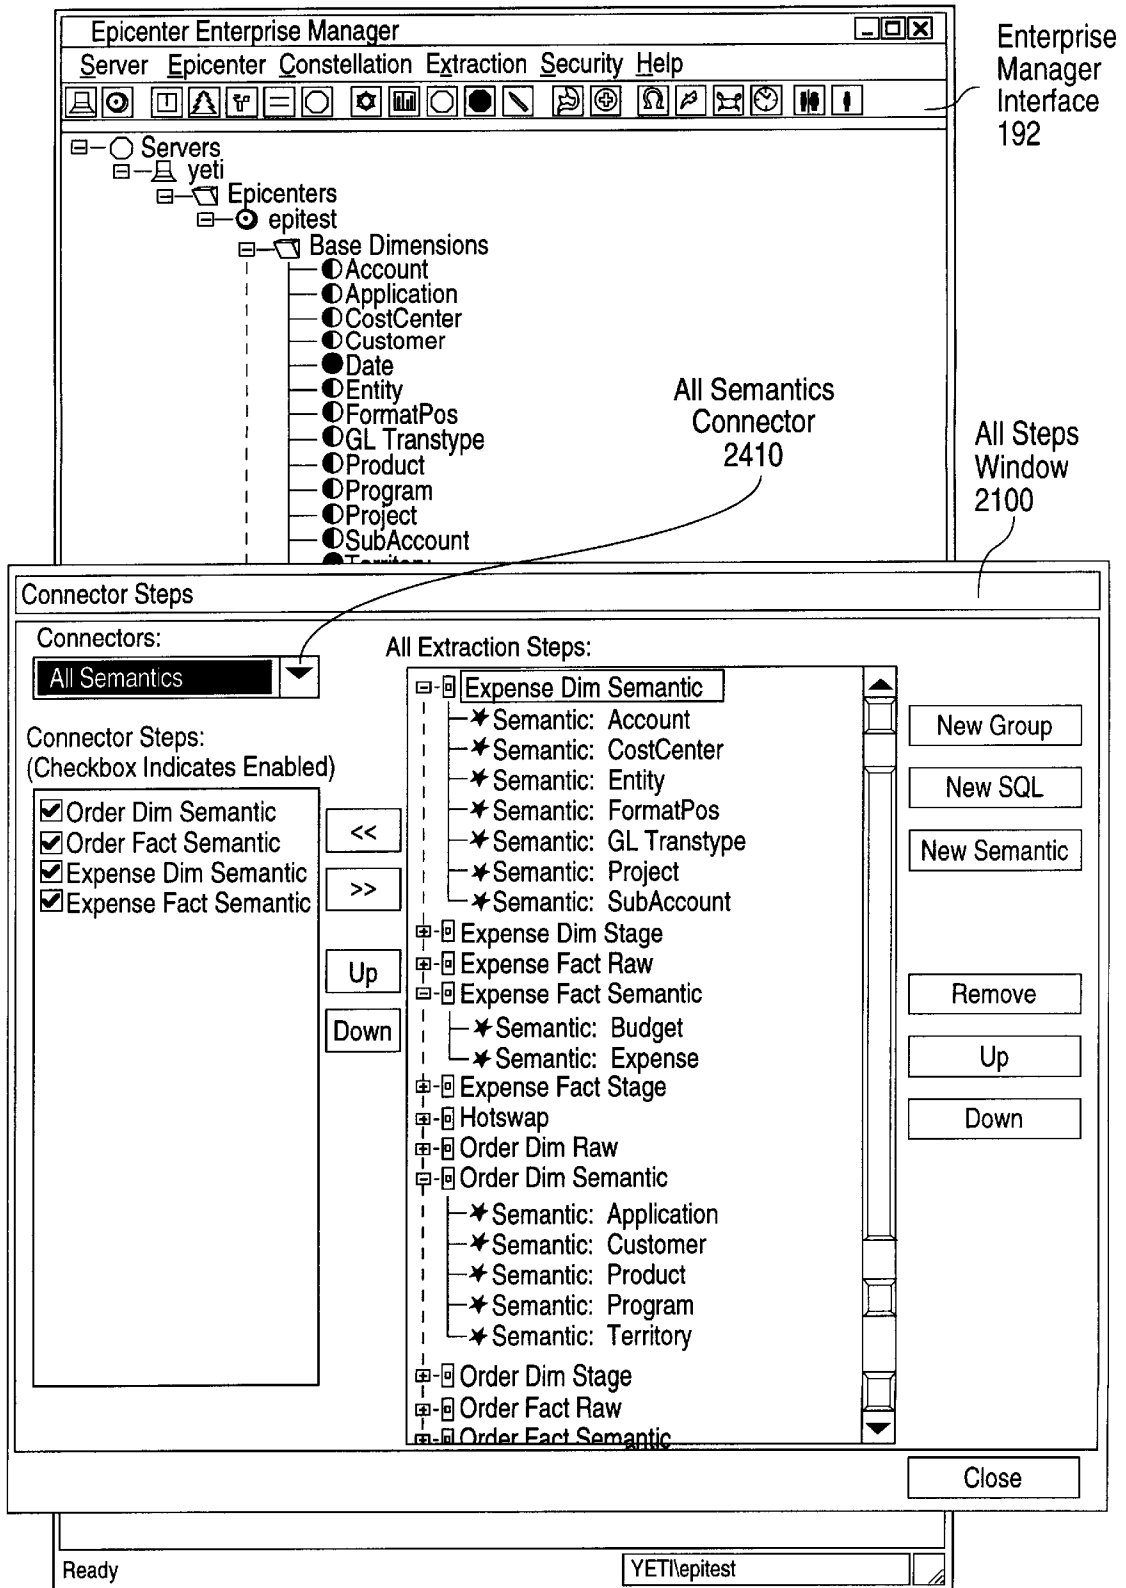 Epicenter Enterprise Manager
Server Epicenter Constellation Extraction Security Help
Enterprise
Manager
Interface
192
Servers
yeti
Epicenters
epitest
Base Dimensions
Account
Application
CostCenter
Customer
Date
Entity
FormatPos
GL Transtype
Product
Program
Project
SubAccount
Territory
All Semantics
Connector
2410
All Steps
Window
2100
Connector Steps
Connectors:
All Semantics
Connector Steps:
(Checkbox Indicates Enabled)
Order Dim Semantic
Order Fact Semantic
Expense Dim Semantic
Expense Fact Semantic
<<
>>
Up
Down
All Extraction Steps:
Expense Dim Semantic
Semantic: Account
Semantic: CostCenter
Semantic: Entity
Semantic: FormatPos
Semantic: GL Transtype
Semantic: Project
Semantic: SubAccount
Expense Dim Stage
Expense Fact Raw
Expense Fact Semantic
Semantic: Budget
Semantic: Expense
Expense Fact Stage
Hotswap
Order Dim Raw
Order Dim Semantic
Semantic: Application
Semantic: Customer
Semantic: Product
Semantic: Program
Semantic: Territory
Order Dim Stage
Order Fact Raw
Order Fact Semantic
New Group
New SQL
New Semantic
Remove
Up
Down
Close
Ready
YETI\epitest